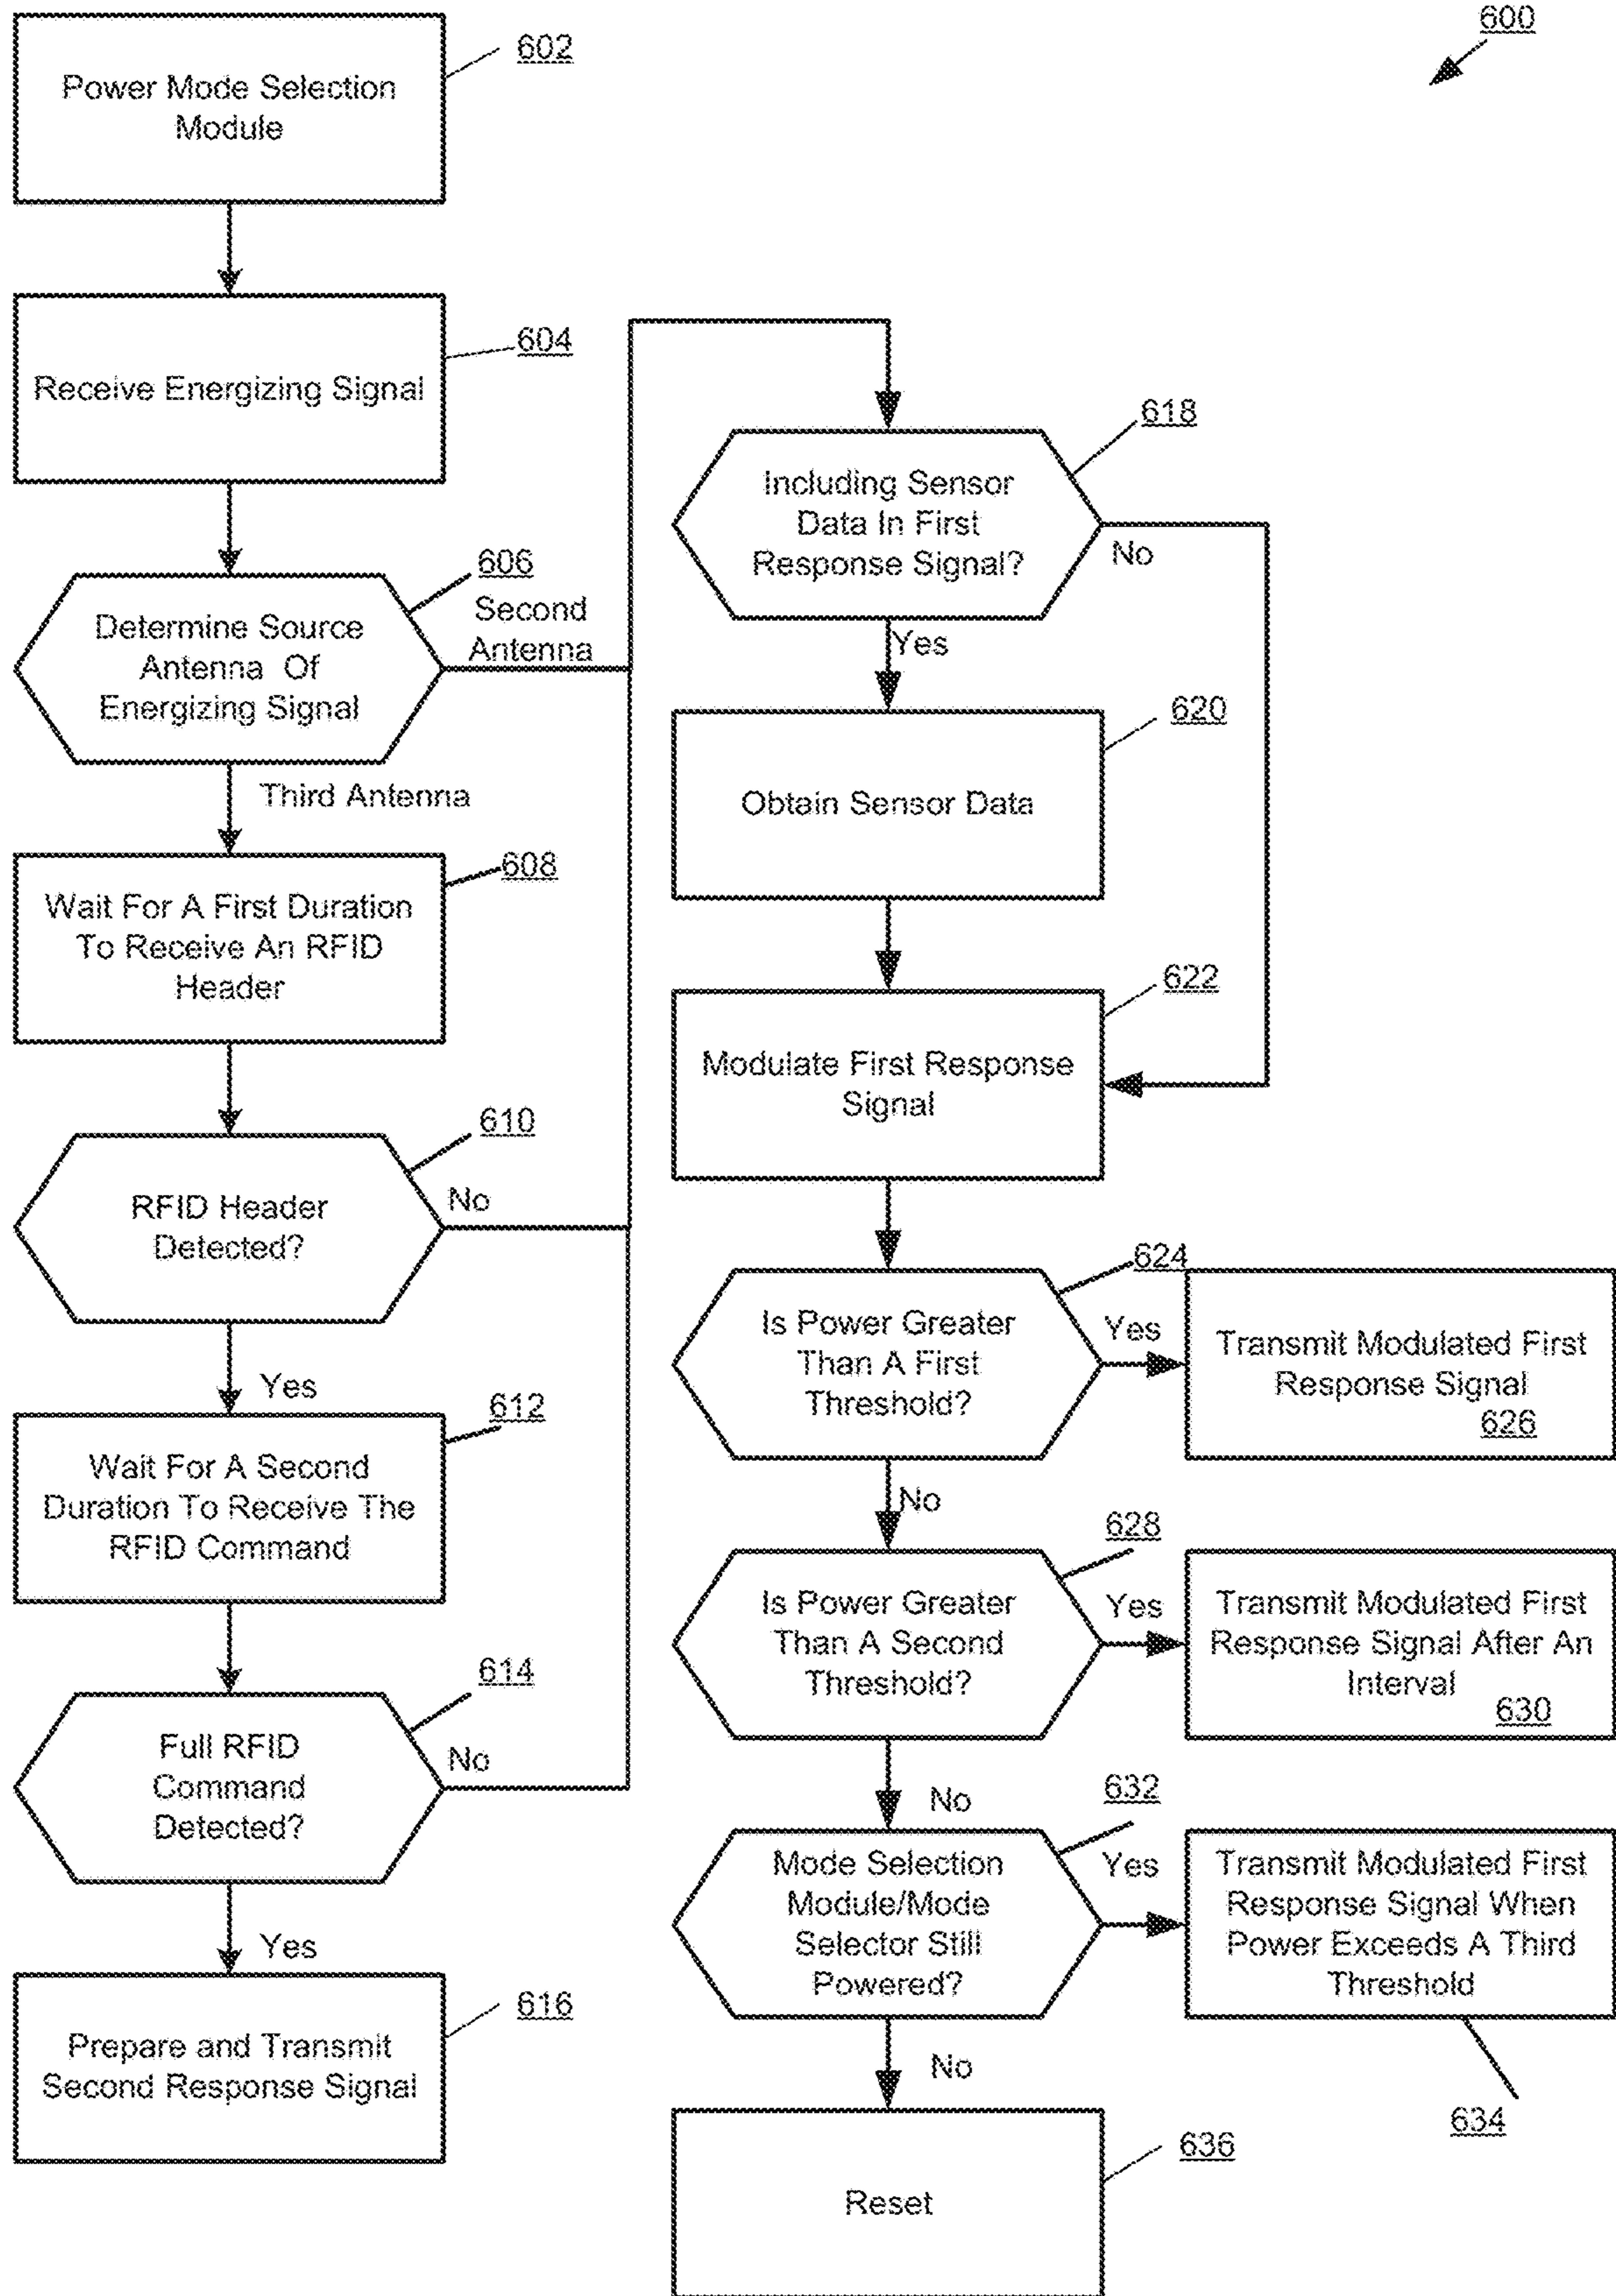 600
602
Power Mode Selection
Module
604
Receive Energizing Signal
606
Determine Source
Antenna Of
Energizing Signal
Second
Antenna
Third Antenna
608
Wait For A First Duration
To Receive An RFID
Header
610
RFID Header
Detected?
No
Yes
612
Wait For A Second
Duration To Receive The
RFID Command
614
Full RFID
Command
Detected?
No
Yes
616
Prepare and Transmit
Second Response Signal
618
Including Sensor
Data In First
Response Signal?
No
Yes
620
Obtain Sensor Data
622
Modulate First Response
Signal
624
Is Power Greater
Than A First
Threshold?
Yes
Transmit Modulated First
Response Signal
626
No
628
Is Power Greater
Than A Second
Threshold?
Yes
Transmit Modulated First
Response Signal After An
Interval
630
No
632
Mode Selection
Module/Mode
Selector Still
Powered?
Yes
Transmit Modulated First
Response Signal When
Power Exceeds A Third
Threshold
634
No
636
Reset